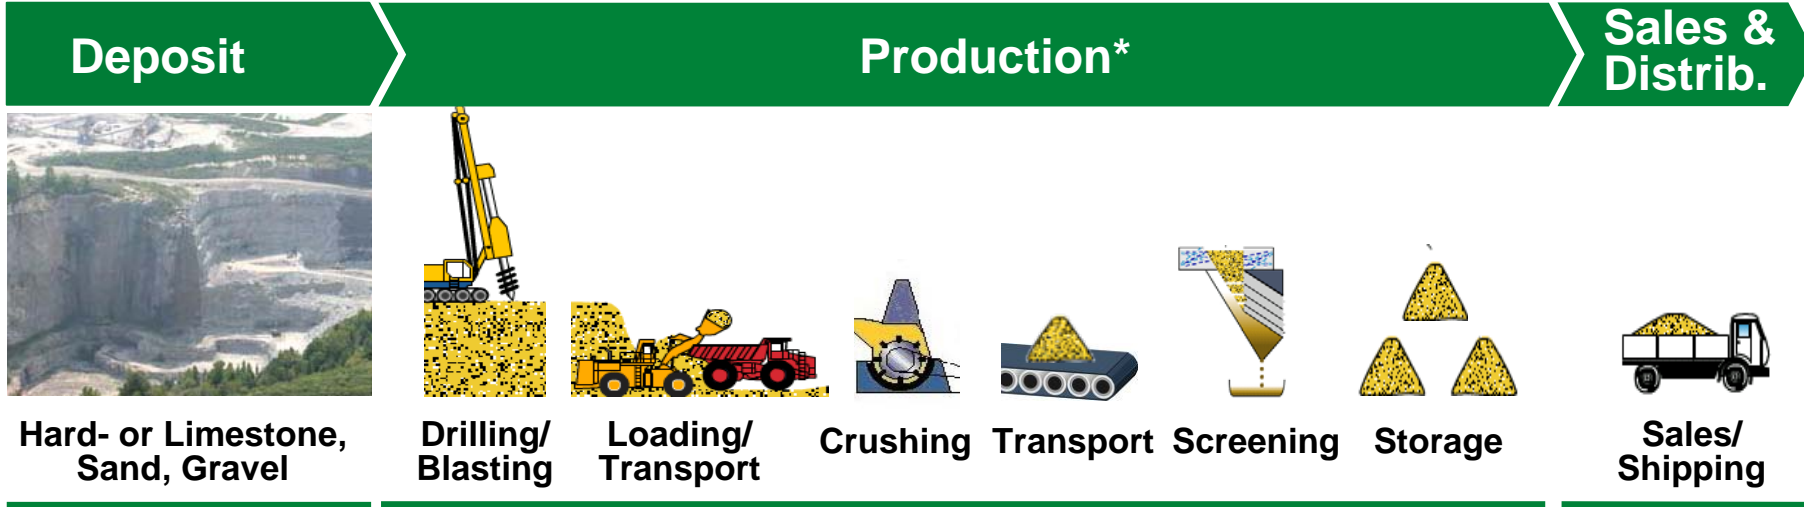 Deposit
Production*
Sales &
Distrib.
Hard- or Limestone,
Sand, Gravel
Drilling/
Blasting
Loading/
Transport
Crushing
Transport
Screening
Storage
Sales/
Shipping